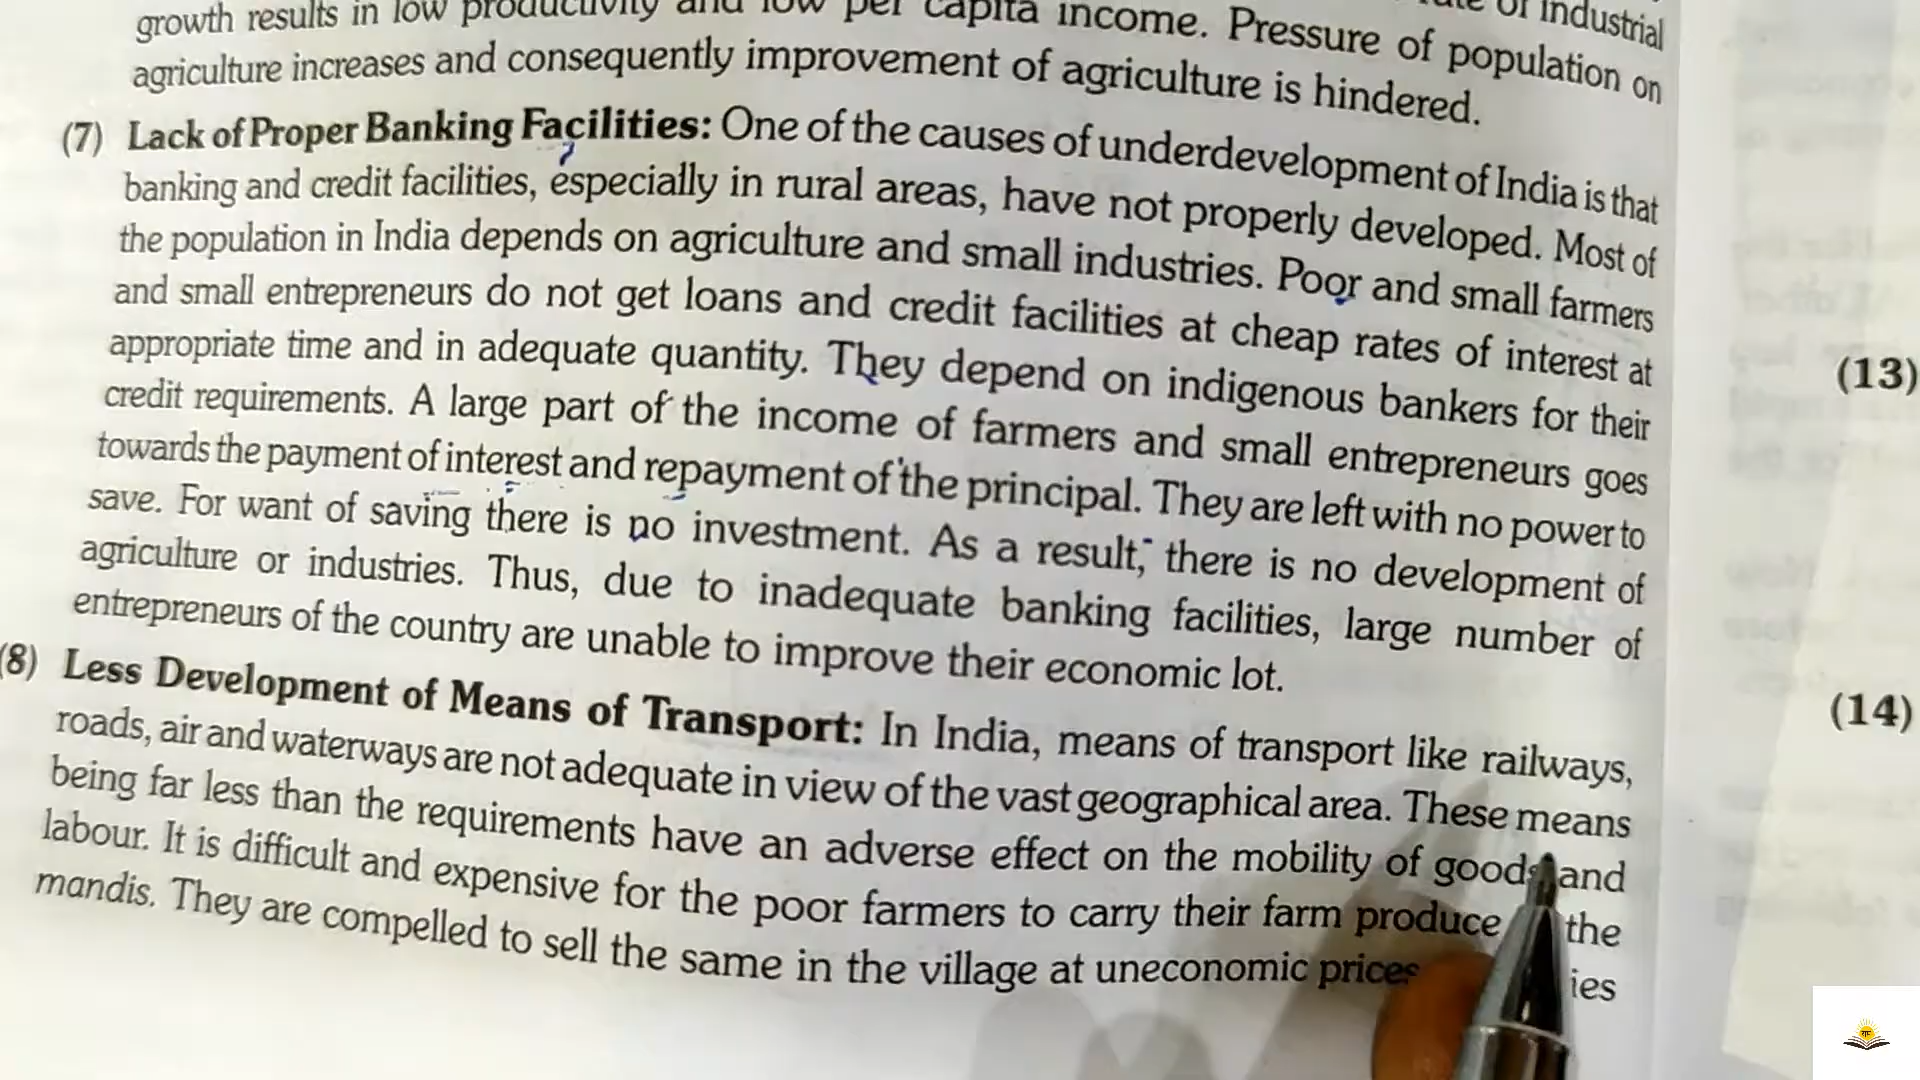 growth results in low productivity and low per capita income. Pressure of population on
agriculture increases and consequently improvement of agriculture is hindered.
(7) Lack of Proper Banking Facilities: One of the causes of underdevelopment of India is that
banking and credit facilities, especially in rural areas, have not properly developed. Most of
the population in India depends on agriculture and small industries. Poor and small farmers
and small entrepreneurs do not get loans and credit facilities at cheap rates of interest at
appropriate time and in adequate quantity. They depend on indigenous bankers for their
credit requirements. A large part of the income of farmers and small entrepreneurs goes
towards the payment of interest and repayment of the principal. They are left with no power to
save. For want of saving there is no investment. As a result, there is no development of
agriculture or industries. Thus, due to inadequate banking facilities, large number of
entrepreneurs of the country are unable to improve their economic lot.
(8) Less Development of Means of Transport: In India, means of transport like railways,
roads, air and waterways are not adequate in view of the vast geographical area. These means
being far less than the requirements have an adverse effect on the mobility of goods and
labour. It is difficult and expensive for the poor farmers to carry their farm produce the
mandis. They are compelled to sell the same in the village at uneconomic prices
(13)
(14)